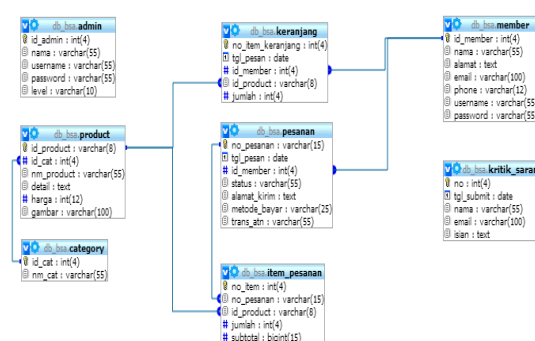 db_bsa.admin
id_admin : int(4)
nama : varchar(55)
username : varchar(55)
password : varchar(55)
level : varchar(10)
db_bsa.product
id_product : varchar(8)
id_cat : int(4)
nm_product : varchar(55)
detail : text
harga : int(12)
gambar : varchar(100)
db_bsa.category
id_cat : int(4)
nm_cat : varchar(55)
db_bsa.keranjang
no_item_keranjang : int(4)
tgl_pesan : date
id_member : int(4)
id_product : varchar(8)
jumlah : int(4)
db_bsa.pesanan
no_pesanan : varchar(15)
tgl_pesan : date
id_member : int(4)
status : varchar(55)
alamat_kirim : text
metode_bayar : varchar(25)
trans_atn : varchar(55)
db_bsa.item_pesanan
no_item : int(4)
no_pesanan : varchar(15)
id_product : varchar(8)
jumlah : int(4)
subtotal : bigint(15)
db_bsa.member
id_member : int(4)
nama : varchar(55)
alamat : text
email : varchar(100)
phone : varchar(12)
username : varchar(55)
password : varchar(55)
db_bsa.kritik_saran
no : int(4)
tgl_submit : date
nama : varchar(55)
email : varchar(100)
isian : text